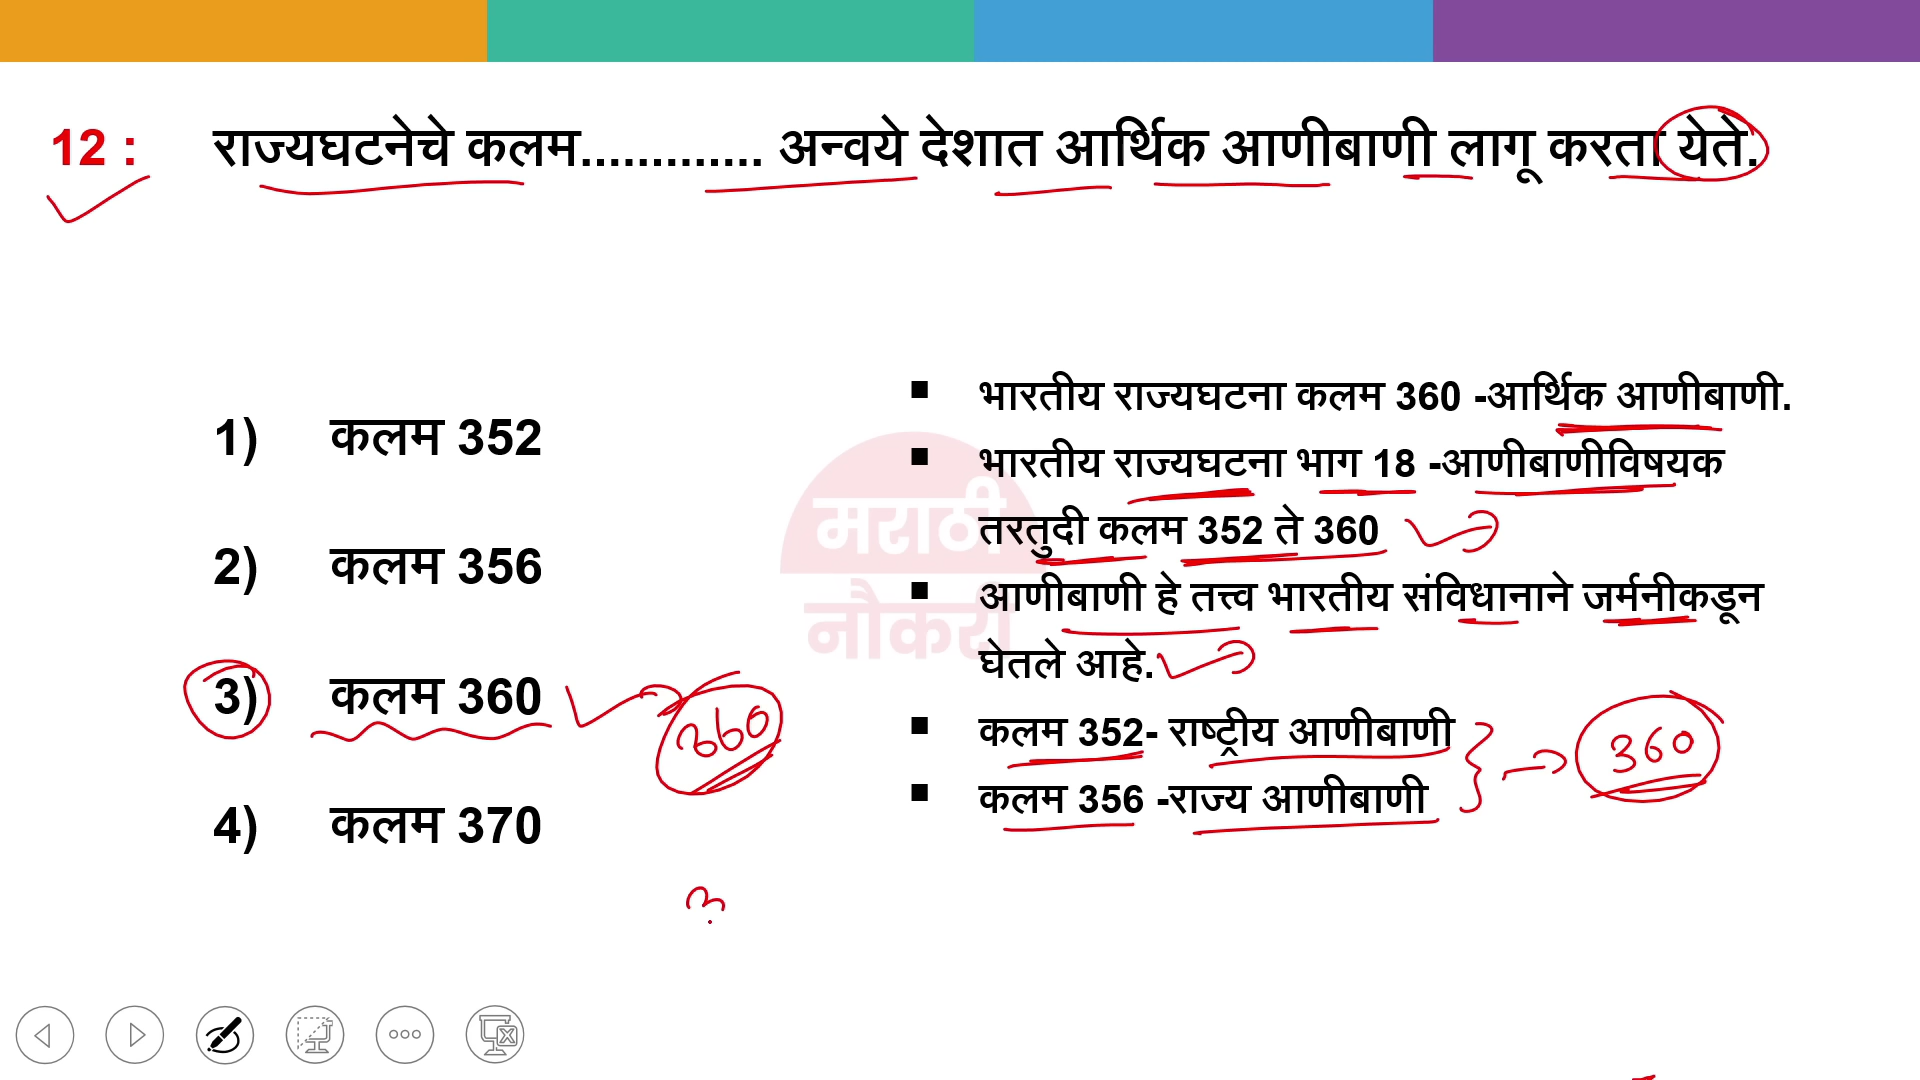 12 : राज्यघटनेचे कलम............. अन्वये देशात आर्थिक आणीबाणी लागू करता येते.
1) कलम 352
2) कलम 356
3) कलम 360
360
4) कलम 370
▪ भारतीय राज्यघटना कलम 360 -आर्थिक आणीबाणी.
▪ भारतीय राज्यघटना भाग 18 -आणीबाणीविषयक
तरतुदी कलम 352 ते 360
▪ आणीबाणी हे तत्त्व भारतीय संविधानाने जर्मनीकडून
घेतले आहे.
▪ कलम 352- राष्ट्रीय आणीबाणी
▪ कलम 356 -राज्य आणीबाणी
360
मराठी
नौकरी